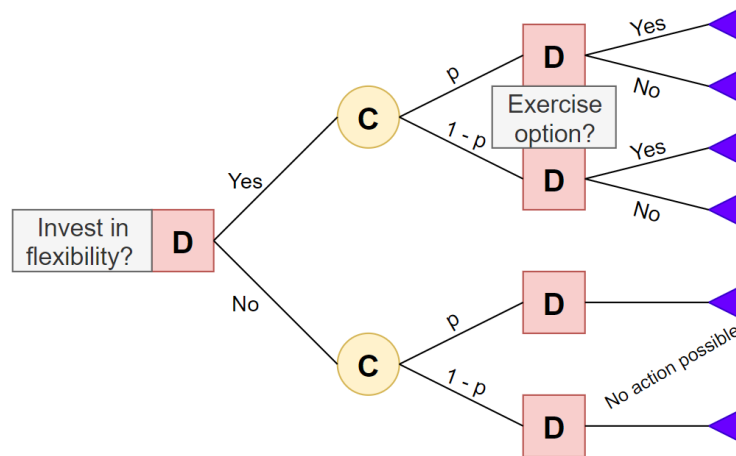 Yes
D
p
No
Exercise
option?
C
1 - p
Yes
D
No
Yes
Invest in
flexibility?
D
No
p
D
C
No action possible
1 - p
D